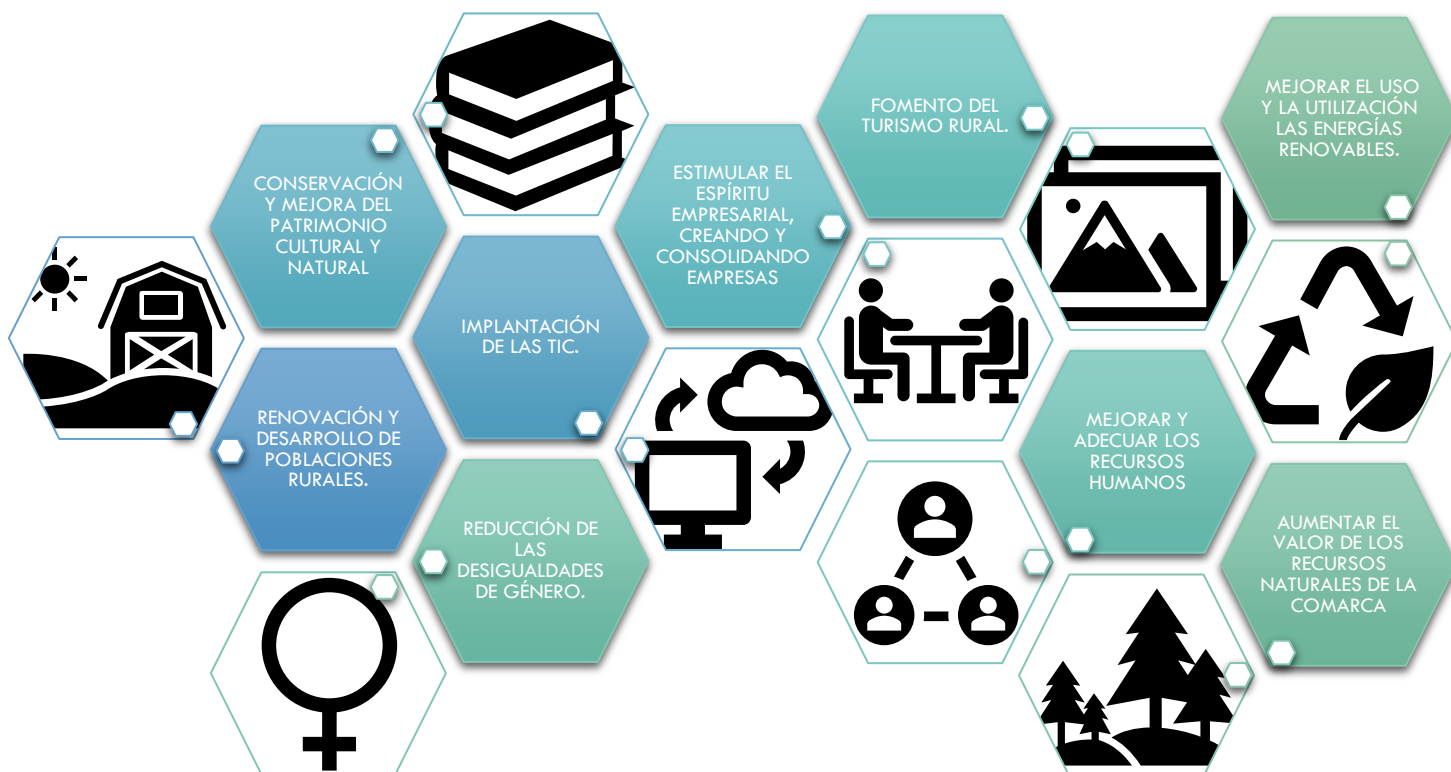 CONSERVACIÓN
Y MEJORA DEL
PATRIMONIO
CULTURAL Y
NATURAL
RENOVACIÓN Y
DESARROLLO DE
POBLACIONES
RURALES.
IMPLANTACIÓN
DE LAS TIC.
REDUCCIÓN DE
LAS
DESIGUALDADES
DE GÉNERO.
ESTIMULAR EL
ESPÍRITU
EMPRESARIAL,
CREANDO Y
CONSOLIDANDO
EMPRESAS
FOMENTO DEL
TURISMO RURAL.
MEJORAR Y
ADECUAR LOS
RECURSOS
HUMANOS
MEJORAR EL USO
Y LA UTILIZACIÓN
LAS ENERGÍAS
RENOVABLES.
AUMENTAR EL
VALOR DE LOS
RECURSOS
NATURALES DE LA
COMARCA